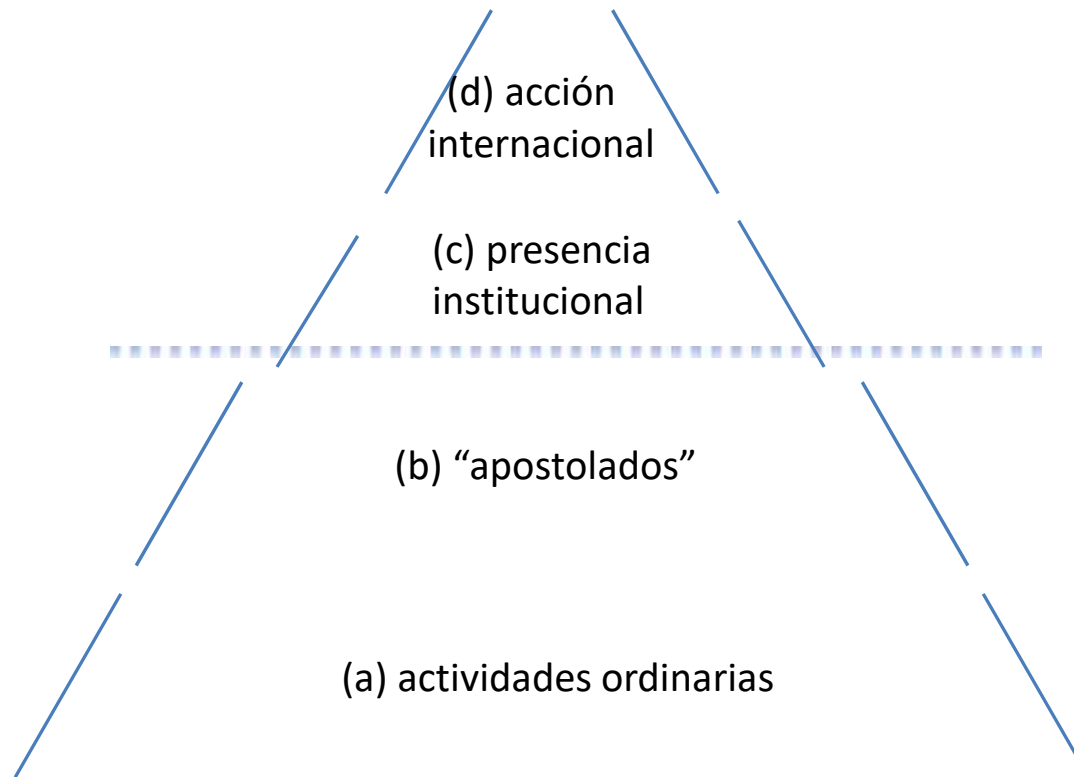 (d) acción
internacional
(c) presencia
institucional
(b) “apostolados”
(a) actividades ordinarias